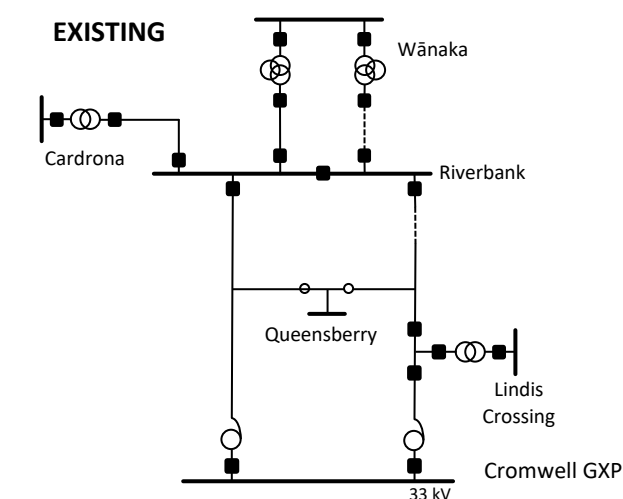 EXISTING
Wānaka
Cardrona
Riverbank
Queensberry
Lindis
Crossing
Cromwell GXP
33 kV